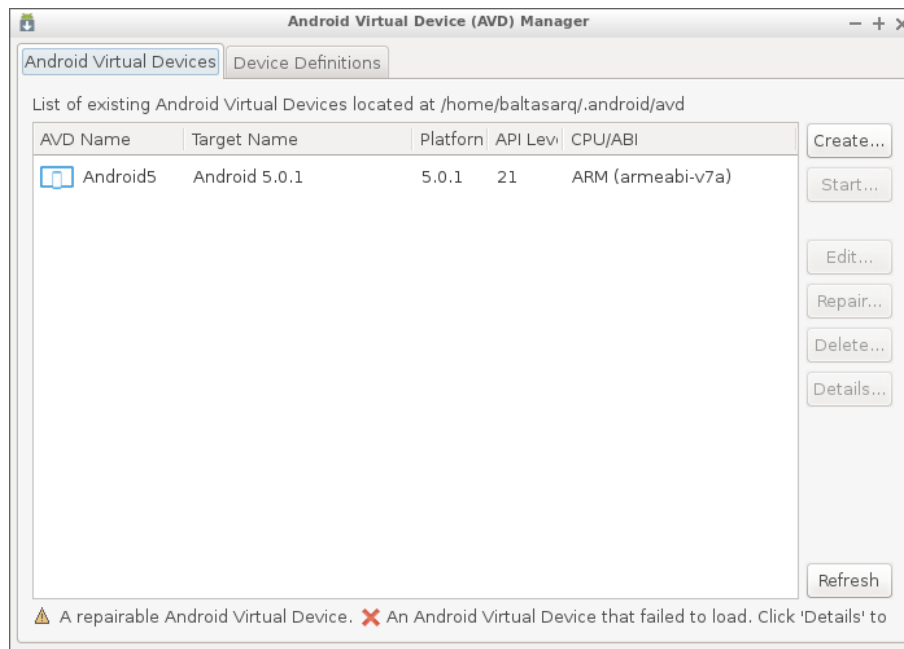 Android Virtual Device (AVD) Manager
Android Virtual Devices Device Definitions
List of existing Android Virtual Devices located at /home/baltasarq/.android/avd
AVD Name Target Name Platforn API Lev CPU/ABI
Create...
Android5 Android 5.0.1 5.0.1 21 ARM (armeabi-v7a)
Start...
Edit...
Repair...
Delete...
Details...
Refresh
A repairable Android Virtual Device. An Android Virtual Device that failed to load. Click 'Details' to